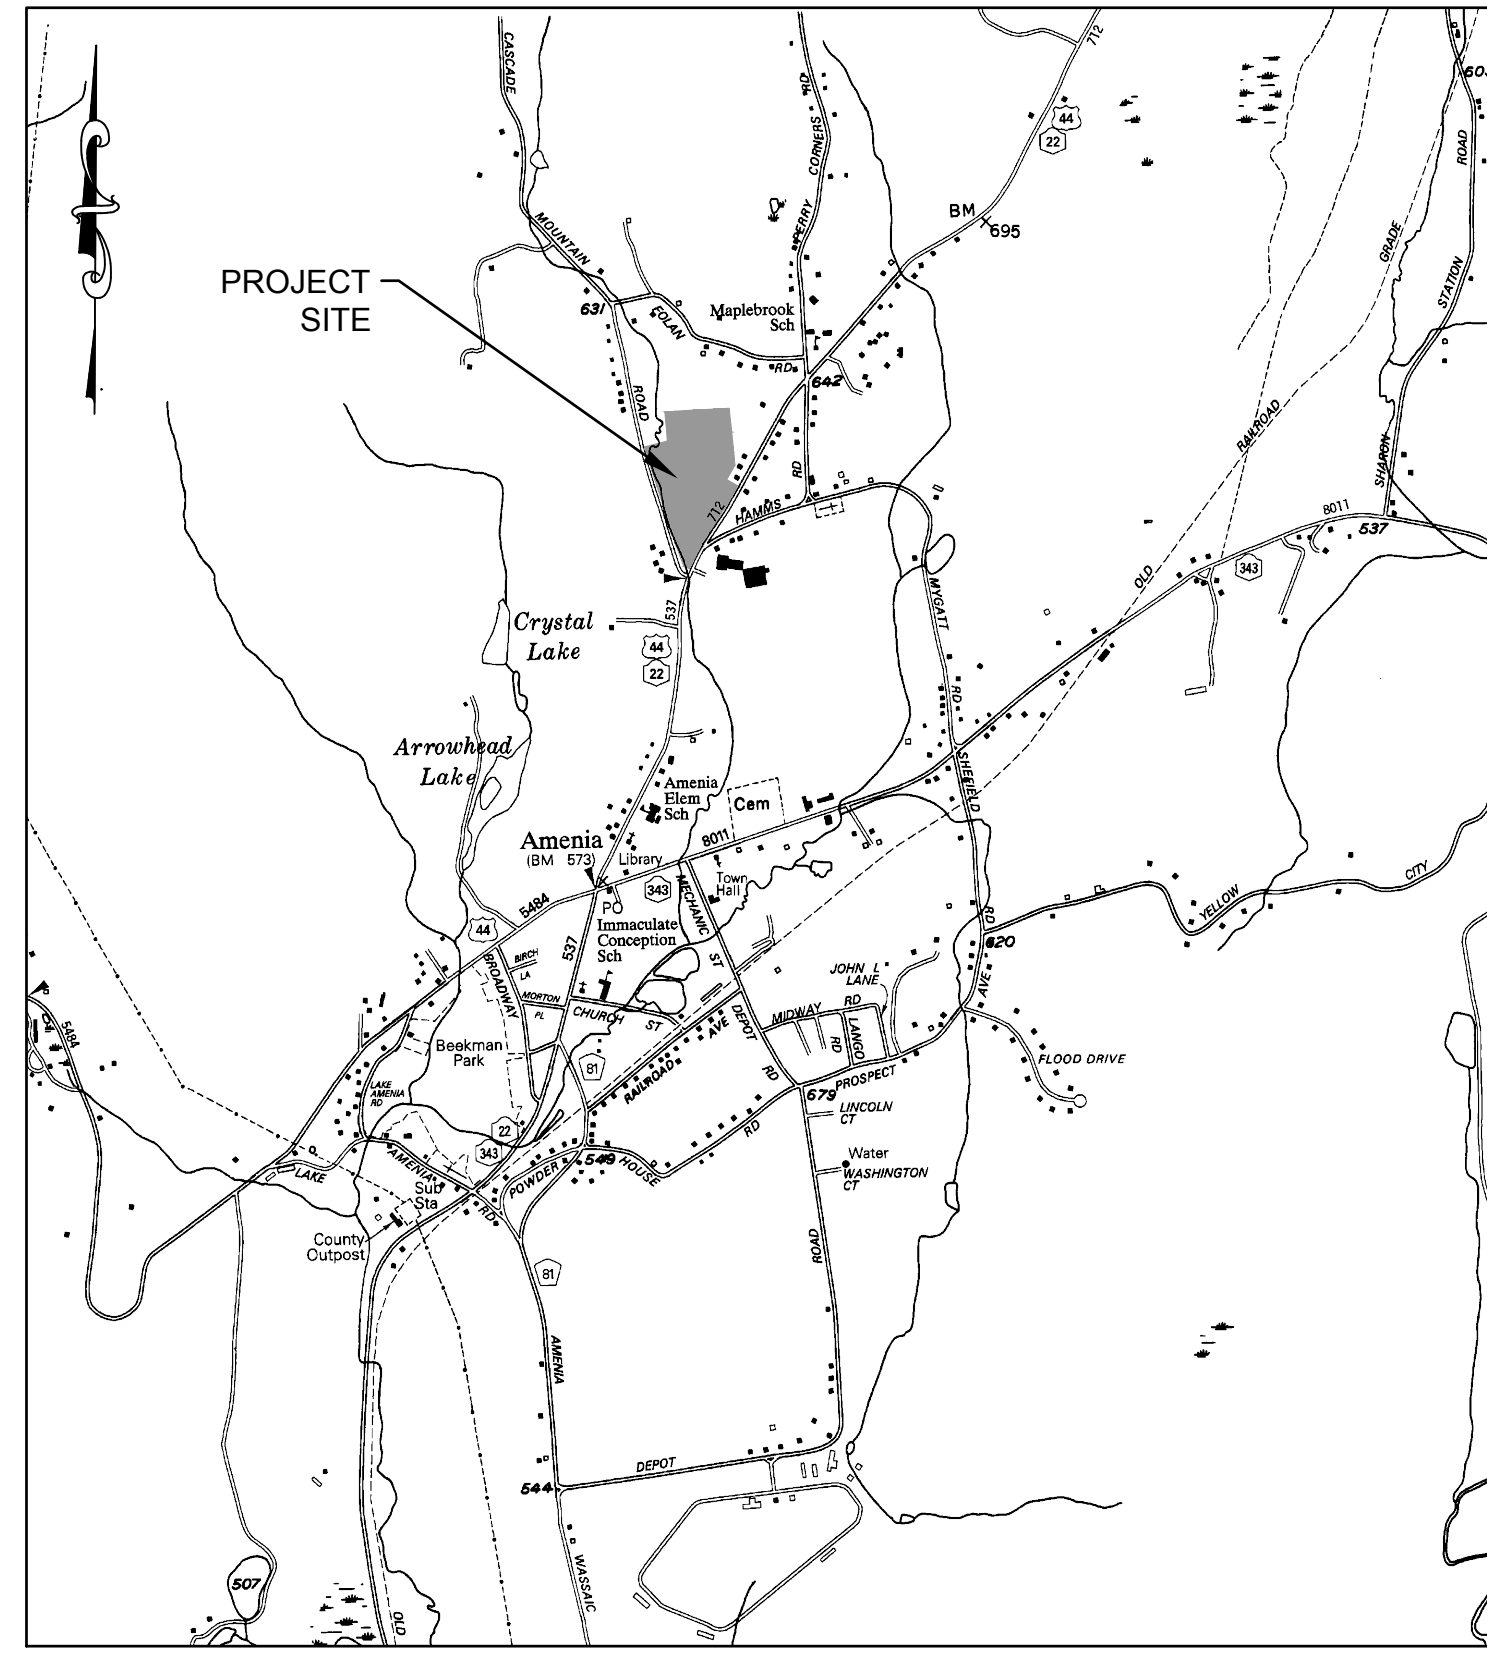 CASCADE
712
44
22
603
PERRY CORNERS RD
ROAD
BM
695
MOUNTAIN
GRADE
STATION
PROJECT
SITE
631
FOLAN
RD
Maplebrook
Sch
642
ROAD
RAILROAD
SHARON
RD
712
HAMMS
8011
537
343
OLD
MYGATT
537
Crystal
Lake
44
22
RD
Arrowhead
Lake
SHEFIELD
Amenia
Elem
Sch
Cem
Amenia
(BM 573)
Library
8011
343
Town
Hall
MECHANIC
CITY
YELLOW
5484
PO
44
Immaculate
Conception
Sch
537
RD
620
BROADWAY
BIRCH
LA
ST
JOHN L
LANE
AVE
MORTON
PL
CHURCH
ST
MIDWAY
RD
DEPOT
AVE
LANGO
RD
5484
Beekman
Park
FLOOD DRIVE
81
RAILROAD
RD
PROSPECT
LAKE
AMENIA
RD
679
LINCOLN
CT
22
RD
343
549
HOUSE
Water
WASHINGTON
CT
AMENIA
POWDER
LAKE
Sub
Sta
RD
County
Outpost
ROAD
81
AMENIA
DEPOT
544
WASSAIC
507
OLD